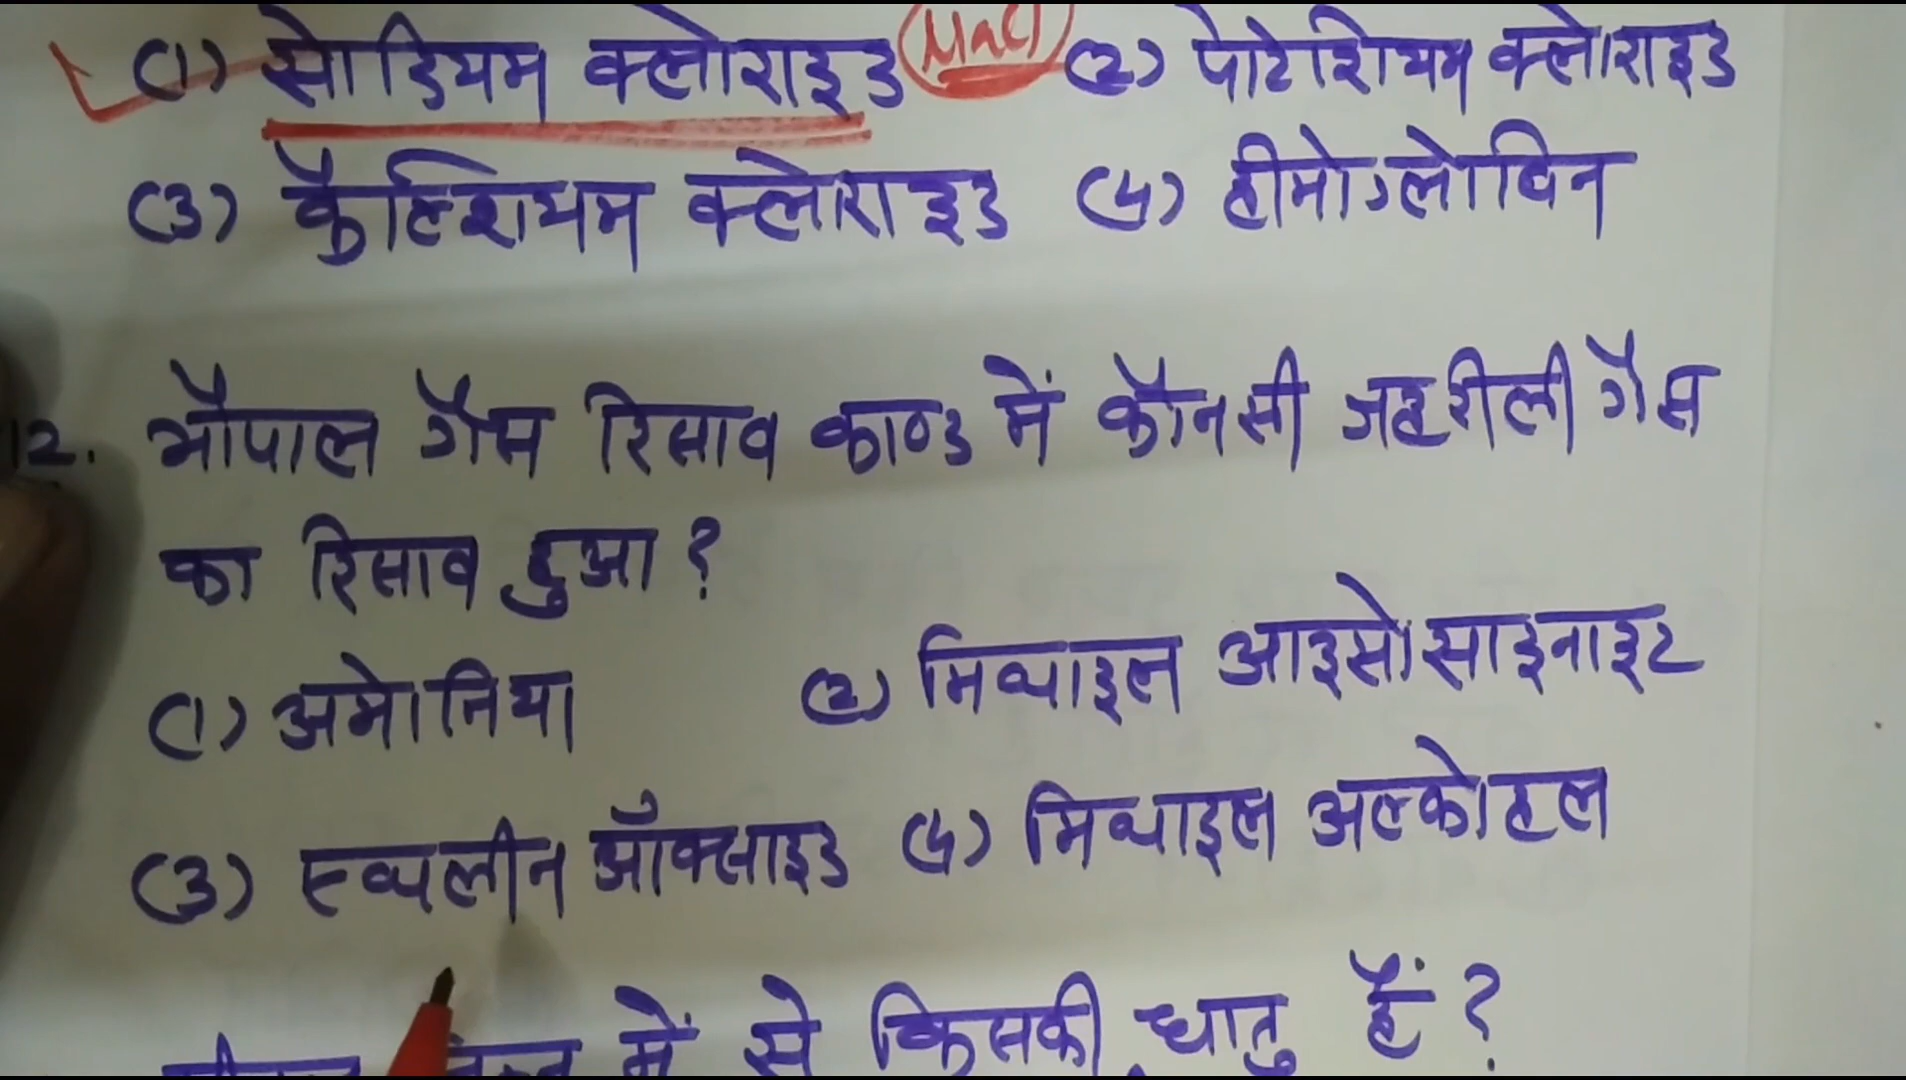 (1) सोडियम क्लोराइड (NaCl) (2) पोटेशियम क्लोराइड
(3) कैल्शियम क्लोराइड (4) हीमोग्लोविन
12. भौपाल गैस रिसाव काण्ड में कौनसी जहरीली गैस
का रिसाव हुआ ?
(1) अमोनिया (2) मिथाइल आइसोसाइनाइट
(3) स्थलीन ऑक्साइड (4) मिथाइल अल्कोहल
में से किसकी धातु हैं ?